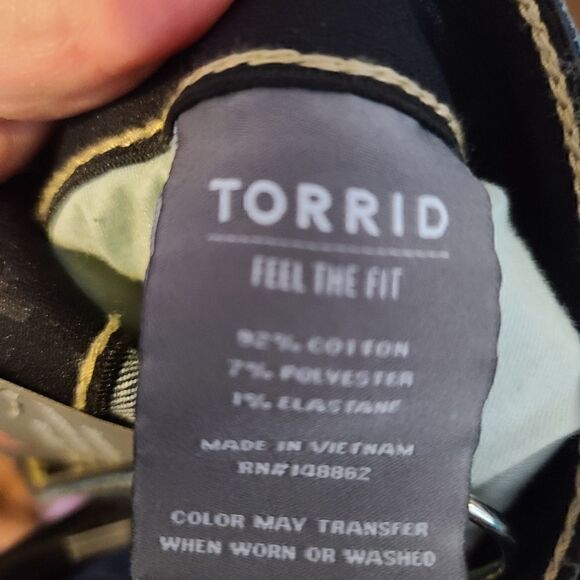 TORRID
FEEL THE FIT
92% COTTON
7% POLYESTER
1% ELASTANE
MADE IN VIETNAM
RN#148862
COLOR MAY TRANSFER
WHEN WORN OR WASHED